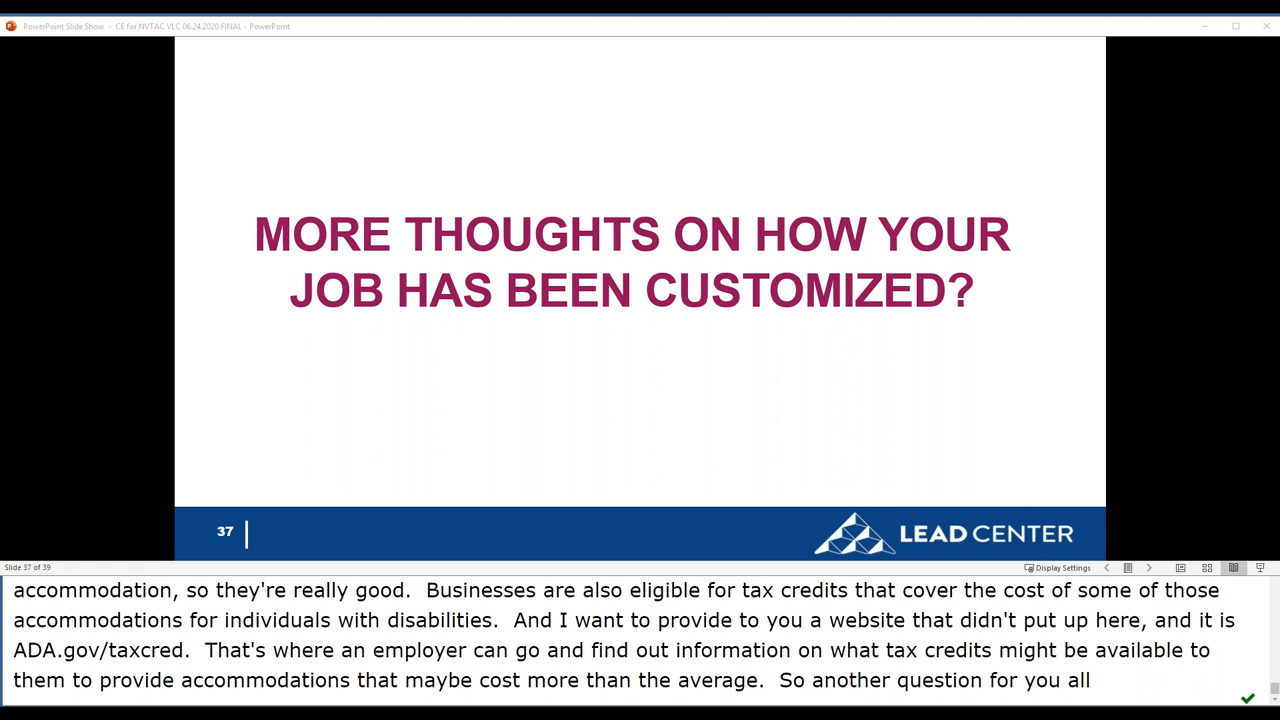 PowerPoint Slide Show - CE for NVTAC VLC 06.24.2020 FINAL - PowerPoint
MORE THOUGHTS ON HOW YOUR
JOB HAS BEEN CUSTOMIZED?
37
LEAD CENTER
Slide 37 of 39
Display Settings
accommodation, so they're really good.  Businesses are also eligible for tax credits that cover the cost of some of those
accommodations for individuals with disabilities.  And I want to provide to you a website that didn't put up here, and it is
ADA.gov/taxcred.  That's where an employer can go and find out information on what tax credits might be available to
them to provide accommodations that maybe cost more than the average.  So another question for you all